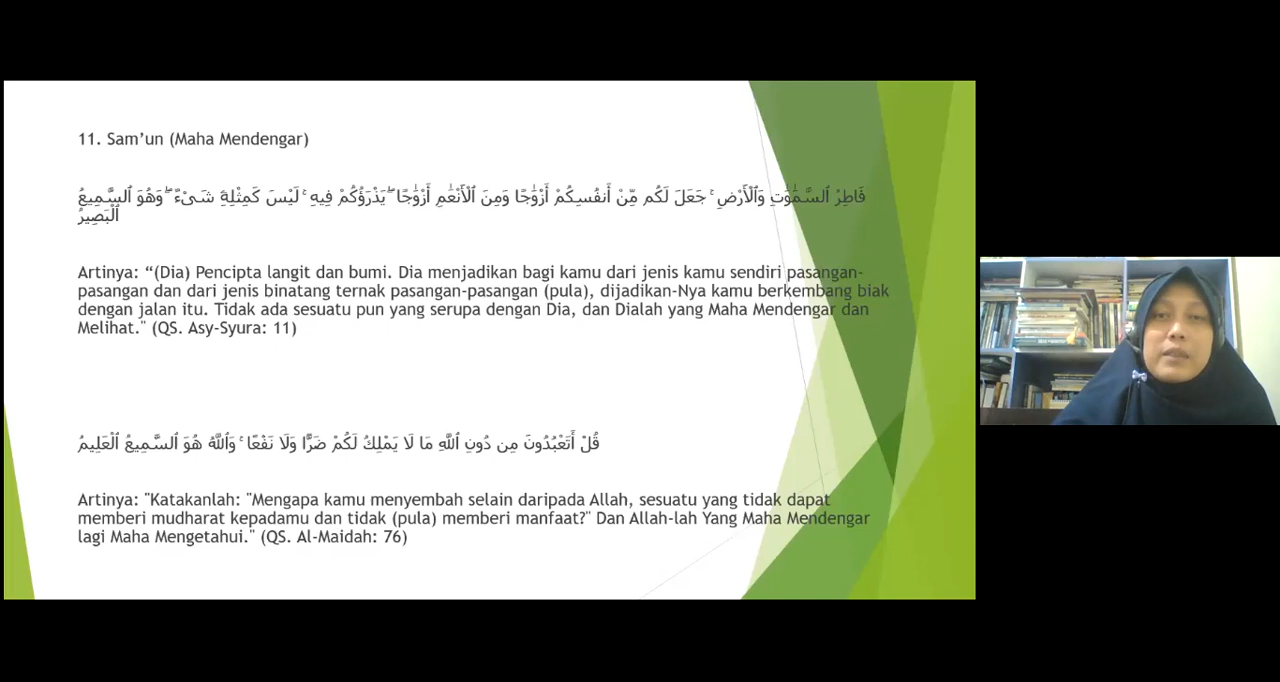 11. Sam’un (Maha Mendengar)
فَاطِرُ ٱلسَّمَٰوَٰتِ وَٱلْأَرْضِ ۚ جَعَلَ لَكُم مِّنْ أَنفُسِكُمْ أَزْوَٰجًا وَمِنَ ٱلْأَنْعَٰمِ أَزْوَٰجًا ۖ يَذْرَؤُكُمْ فِيهِ ۚ لَيْسَ كَمِثْلِهِۦ شَىْءٌ ۖ وَهُوَ ٱلسَّمِيعُ
ٱلْبَصِيرُ
Artinya: “(Dia) Pencipta langit dan bumi. Dia menjadikan bagi kamu dari jenis kamu sendiri pasangan-
pasangan dan dari jenis binatang ternak pasangan-pasangan (pula), dijadikan-Nya kamu berkembang biak
dengan jalan itu. Tidak ada sesuatu pun yang serupa dengan Dia, dan Dialah yang Maha Mendengar dan
Melihat." (QS. Asy-Syura: 11)
قُلْ أَتَعْبُدُونَ مِن دُونِ ٱللَّهِ مَا لَا يَمْلِكُ لَكُمْ ضَرًّا وَلَا نَفْعًا ۚ وَٱللَّهُ هُوَ ٱلسَّمِيعُ ٱلْعَلِيمُ
Artinya: "Katakanlah: "Mengapa kamu menyembah selain daripada Allah, sesuatu yang tidak dapat
memberi mudharat kepadamu dan tidak (pula) memberi manfaat?" Dan Allah-lah Yang Maha Mendengar
lagi Maha Mengetahui." (QS. Al-Maidah: 76)